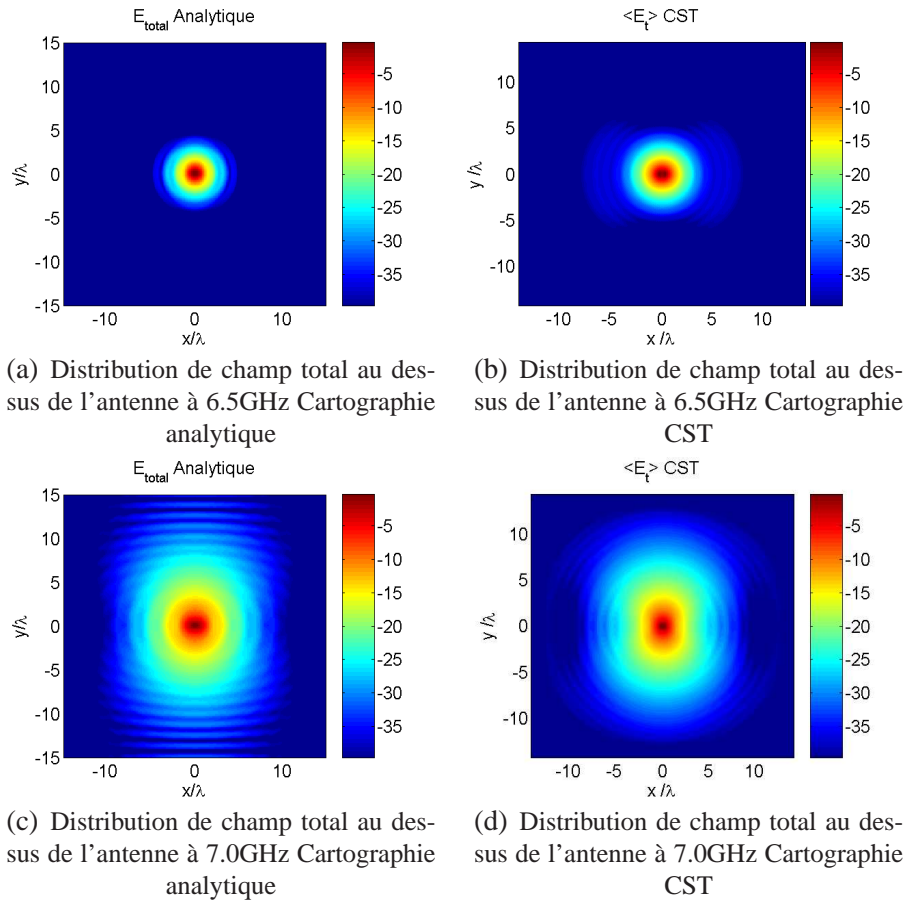 E_total Analytique
<E_t> CST
15
10
5
0
-5
-10
-15
y/λ
-10
0
10
x/λ
-5
-10
-15
-20
-25
-30
-35
10
5
0
-5
-10
y/λ
-10
-5
0
5
10
x/λ
-5
-10
-15
-20
-25
-30
-35
(a) Distribution de champ total au des-
sus de l'antenne à 6.5GHz Cartographie
analytique
(b) Distribution de champ total au des-
sus de l'antenne à 6.5GHz Cartographie
CST
E_total Analytique
<E_t> CST
15
10
5
0
-5
-10
-15
y/λ
-10
0
10
x/λ
-5
-10
-15
-20
-25
-30
-35
10
5
0
-5
-10
y/λ
-10
-5
0
5
10
x/λ
-5
-10
-15
-20
-25
-30
-35
(c) Distribution de champ total au des-
sus de l'antenne à 7.0GHz Cartographie
analytique
(d) Distribution de champ total au des-
sus de l'antenne à 7.0GHz Cartographie
CST